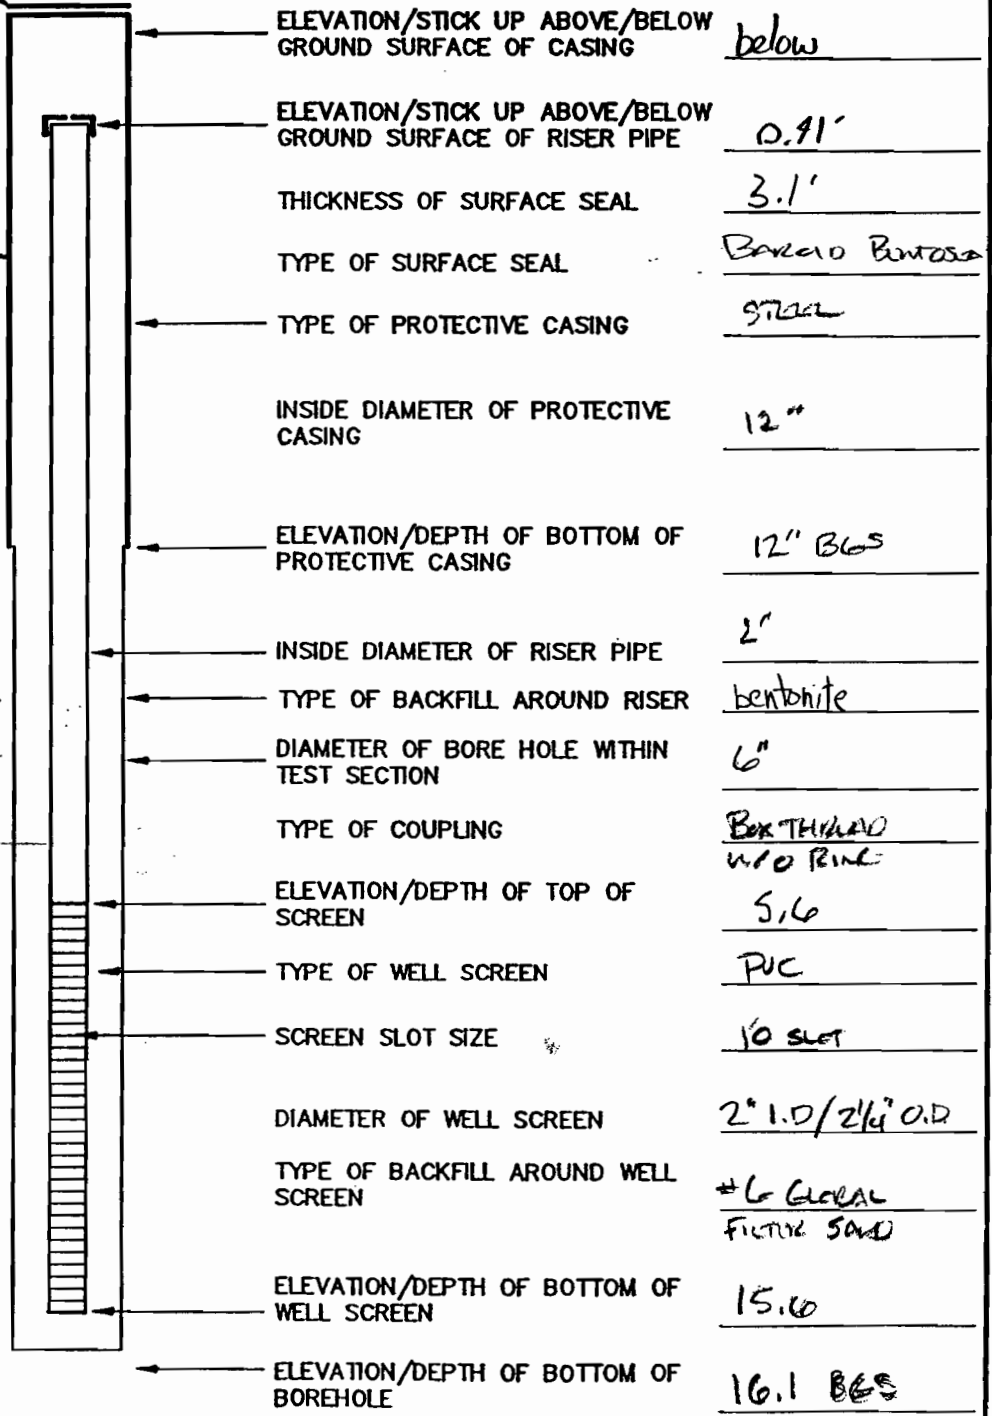 ELEVATION/STICK UP ABOVE/BELOW
GROUND SURFACE OF CASING below
ELEVATION/STICK UP ABOVE/BELOW
GROUND SURFACE OF RISER PIPE
THICKNESS OF SURFACE SEAL 3.1'
TYPE OF SURFACE SEAL
TYPE OF PROTECTIVE CASING STEEL
INSIDE DIAMETER OF PROTECTIVE
CASING 12"
ELEVATION/DEPTH OF BOTTOM OF
PROTECTIVE CASING 12" BGS
INSIDE DIAMETER OF RISER PIPE 2"
TYPE OF BACKFILL AROUND RISER bentonite
DIAMETER OF BORE HOLE WITHIN
TEST SECTION 6"
TYPE OF COUPLING Box THREAD
W/O RING
ELEVATION/DEPTH OF TOP OF
SCREEN 5.6
TYPE OF WELL SCREEN PVC
SCREEN SLOT SIZE 10 SLOT
DIAMETER OF WELL SCREEN 2" I.D/2 1/4" O.D
TYPE OF BACKFILL AROUND WELL
SCREEN
FILTER SAND
ELEVATION/DEPTH OF BOTTOM OF
WELL SCREEN 15.6
ELEVATION/DEPTH OF BOTTOM OF
BOREHOLE 16.1 BGS